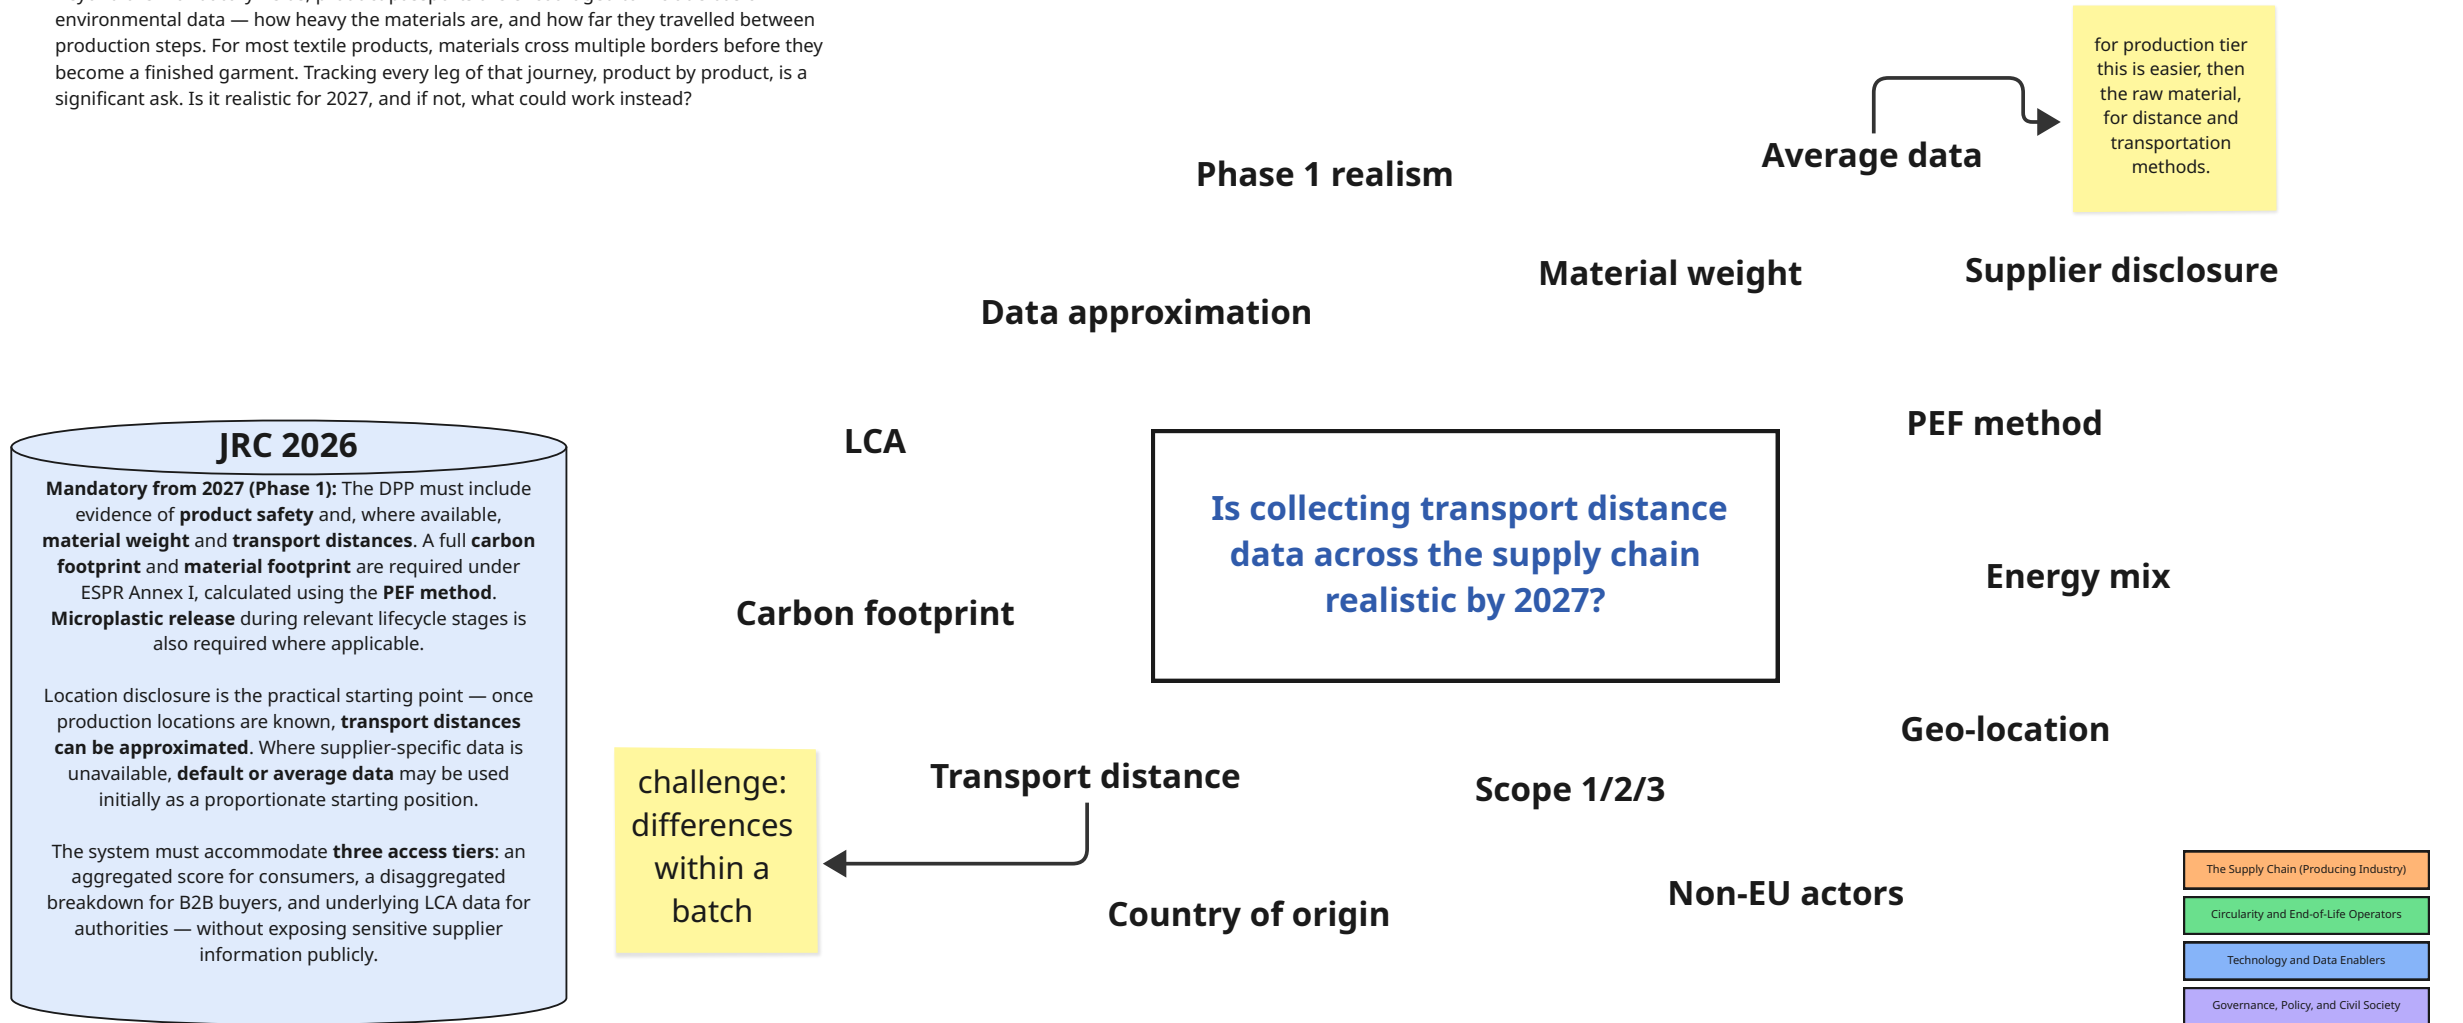 environmental data — how heavy the materials are, and how far they travelled between
production steps. For most textile products, materials cross multiple borders before they
become a finished garment. Tracking every leg of that journey, product by product, is a
significant ask. Is it realistic for 2027, and if not, what could work instead?
for production tier
this is easier, then
the raw material,
for distance and
transportation
methods.
Average data
Phase 1 realism
Material weight
Supplier disclosure
Data approximation
LCA
PEF method
Is collecting transport distance
data across the supply chain
realistic by 2027?
Energy mix
Carbon footprint
Geo-location
Transport distance
Scope 1/2/3
challenge:
differences
within a
batch
Country of origin
Non-EU actors
JRC 2026
Mandatory from 2027 (Phase 1): The DPP must include
evidence of product safety and, where available,
material weight and transport distances. A full carbon
footprint and material footprint are required under
ESPR Annex I, calculated using the PEF method.
Microplastic release during relevant lifecycle stages is
also required where applicable.
Location disclosure is the practical starting point — once
production locations are known, transport distances
can be approximated. Where supplier-specific data is
unavailable, default or average data may be used
initially as a proportionate starting position.
The system must accommodate three access tiers: an
aggregated score for consumers, a disaggregated
breakdown for B2B buyers, and underlying LCA data for
authorities — without exposing sensitive supplier
information publicly.
The Supply Chain (Producing Industry)
Circularity and End-of-Life Operators
Technology and Data Enablers
Governance, Policy, and Civil Society